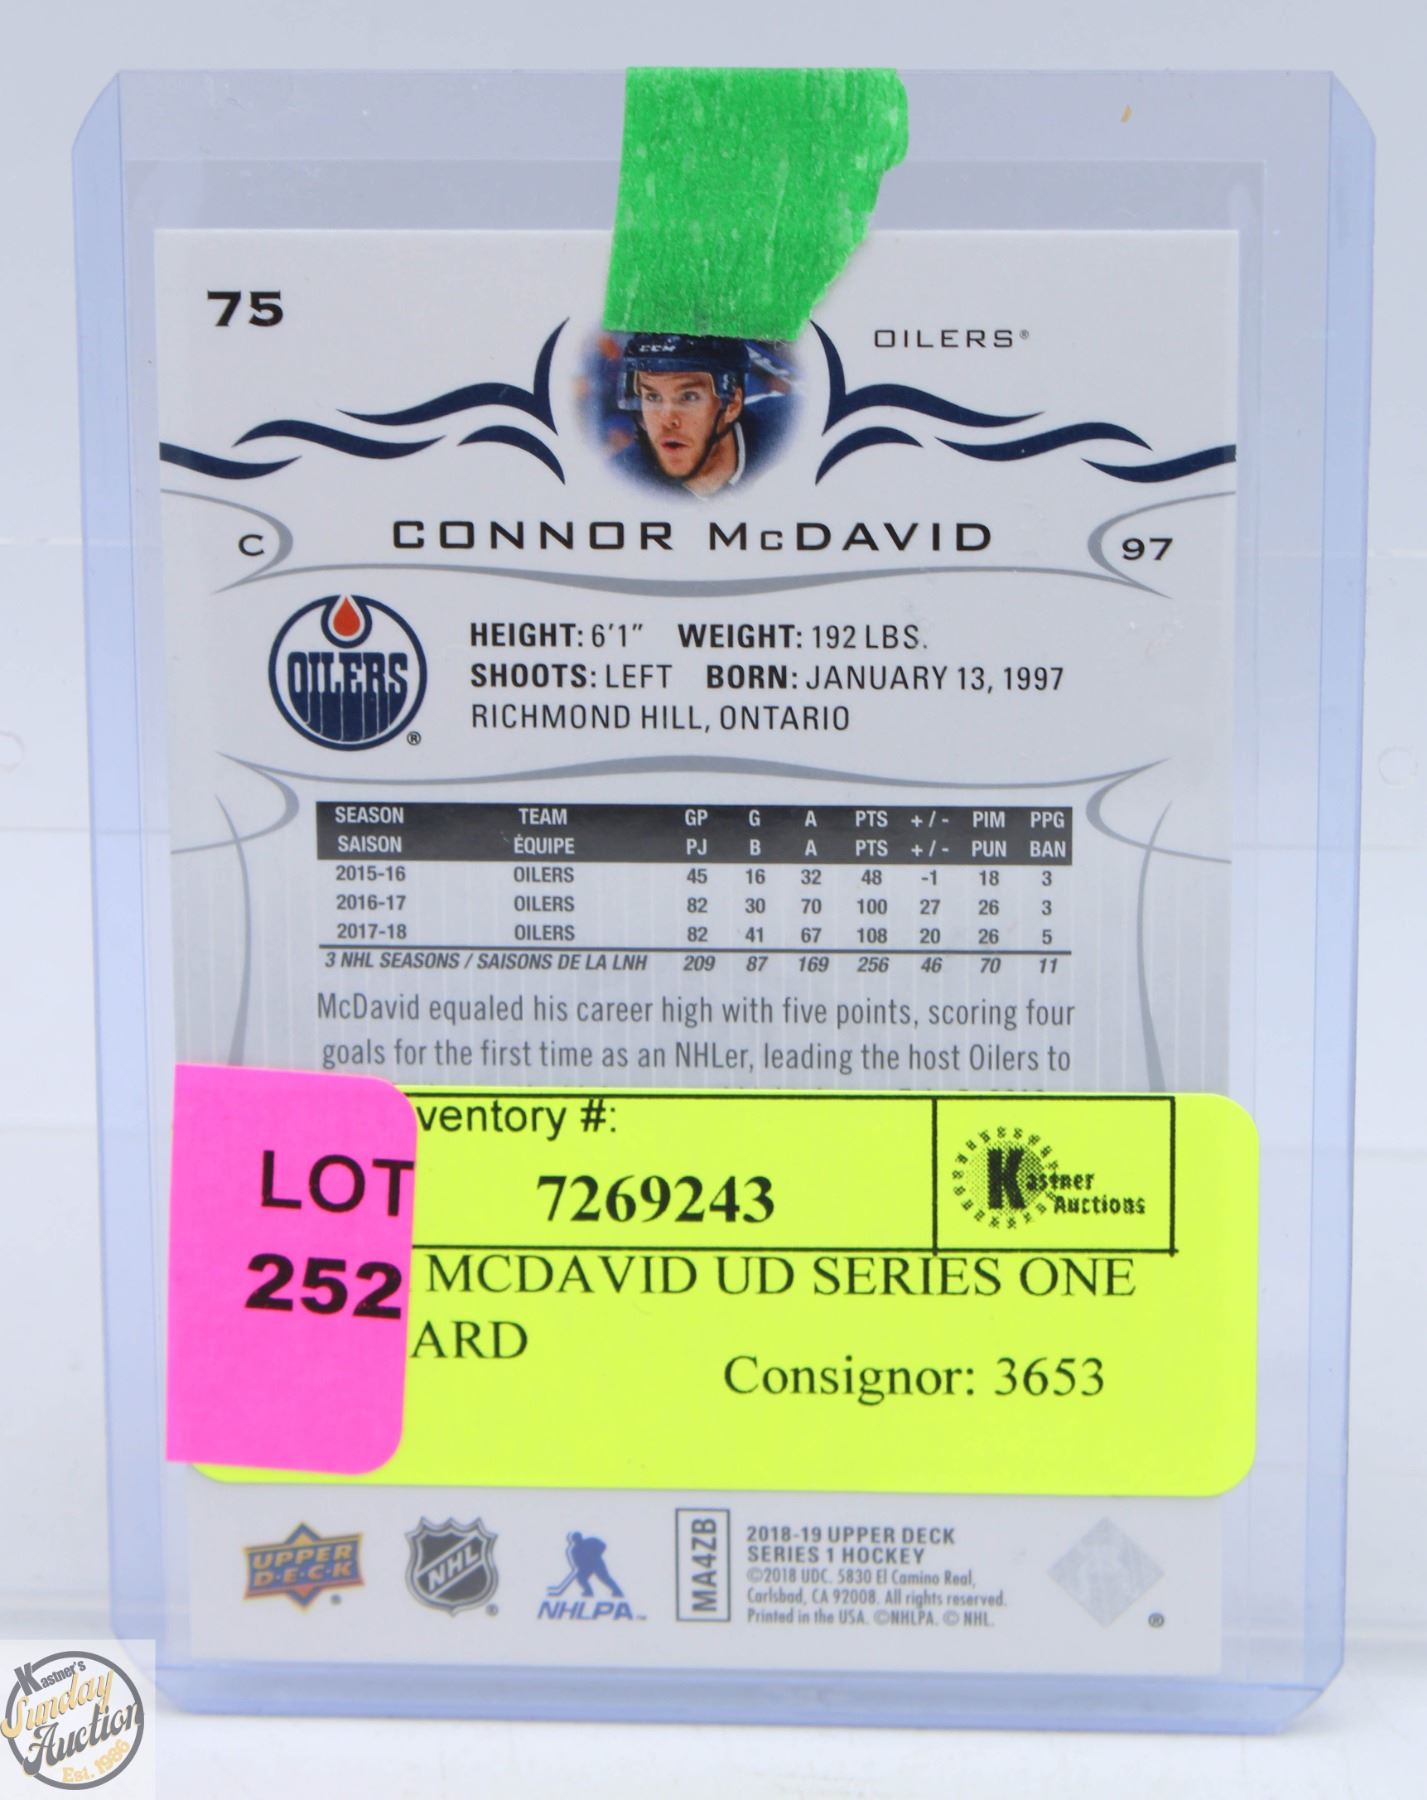 75
OILERS®
CCM
C
CONNOR McDAVID
97
OILERS
®
HEIGHT: 6'1" WEIGHT: 192 LBS.
SHOOTS: LEFT BORN: JANUARY 13, 1997
RICHMOND HILL, ONTARIO
SEASON TEAM GP G A PTS +/- PIM PPG
SAISON ÉQUIPE PJ B A PTS +/- PUN BAN
2015-16 OILERS 45 16 32 48 -1 18 3
2016-17 OILERS 82 30 70 100 27 26 3
2017-18 OILERS 82 41 67 108 20 26 5
3 NHL SEASONS / SAISONS DE LA LNH 209 87 169 256 46 70 11
McDavid equaled his career high with five points, scoring four
goals for the first time as an NHLer, leading the host Oilers to
ventory #:
7269243
Kastner
Auctions
LOT
252
MCDAVID UD SERIES ONE
ARD
Consignor: 3653
UPPER
D·E·C·K
®
NHL
®
NHLPA™
MA4ZB
2018-19 UPPER DECK
SERIES 1 HOCKEY
©2018 UDC. 5830 El Camino Real,
Carlsbad, CA 92008. All rights reserved.
Printed in the USA. ©NHLPA. © NHL.
®
Kastner's
Sunday
Auction
Est. 1986